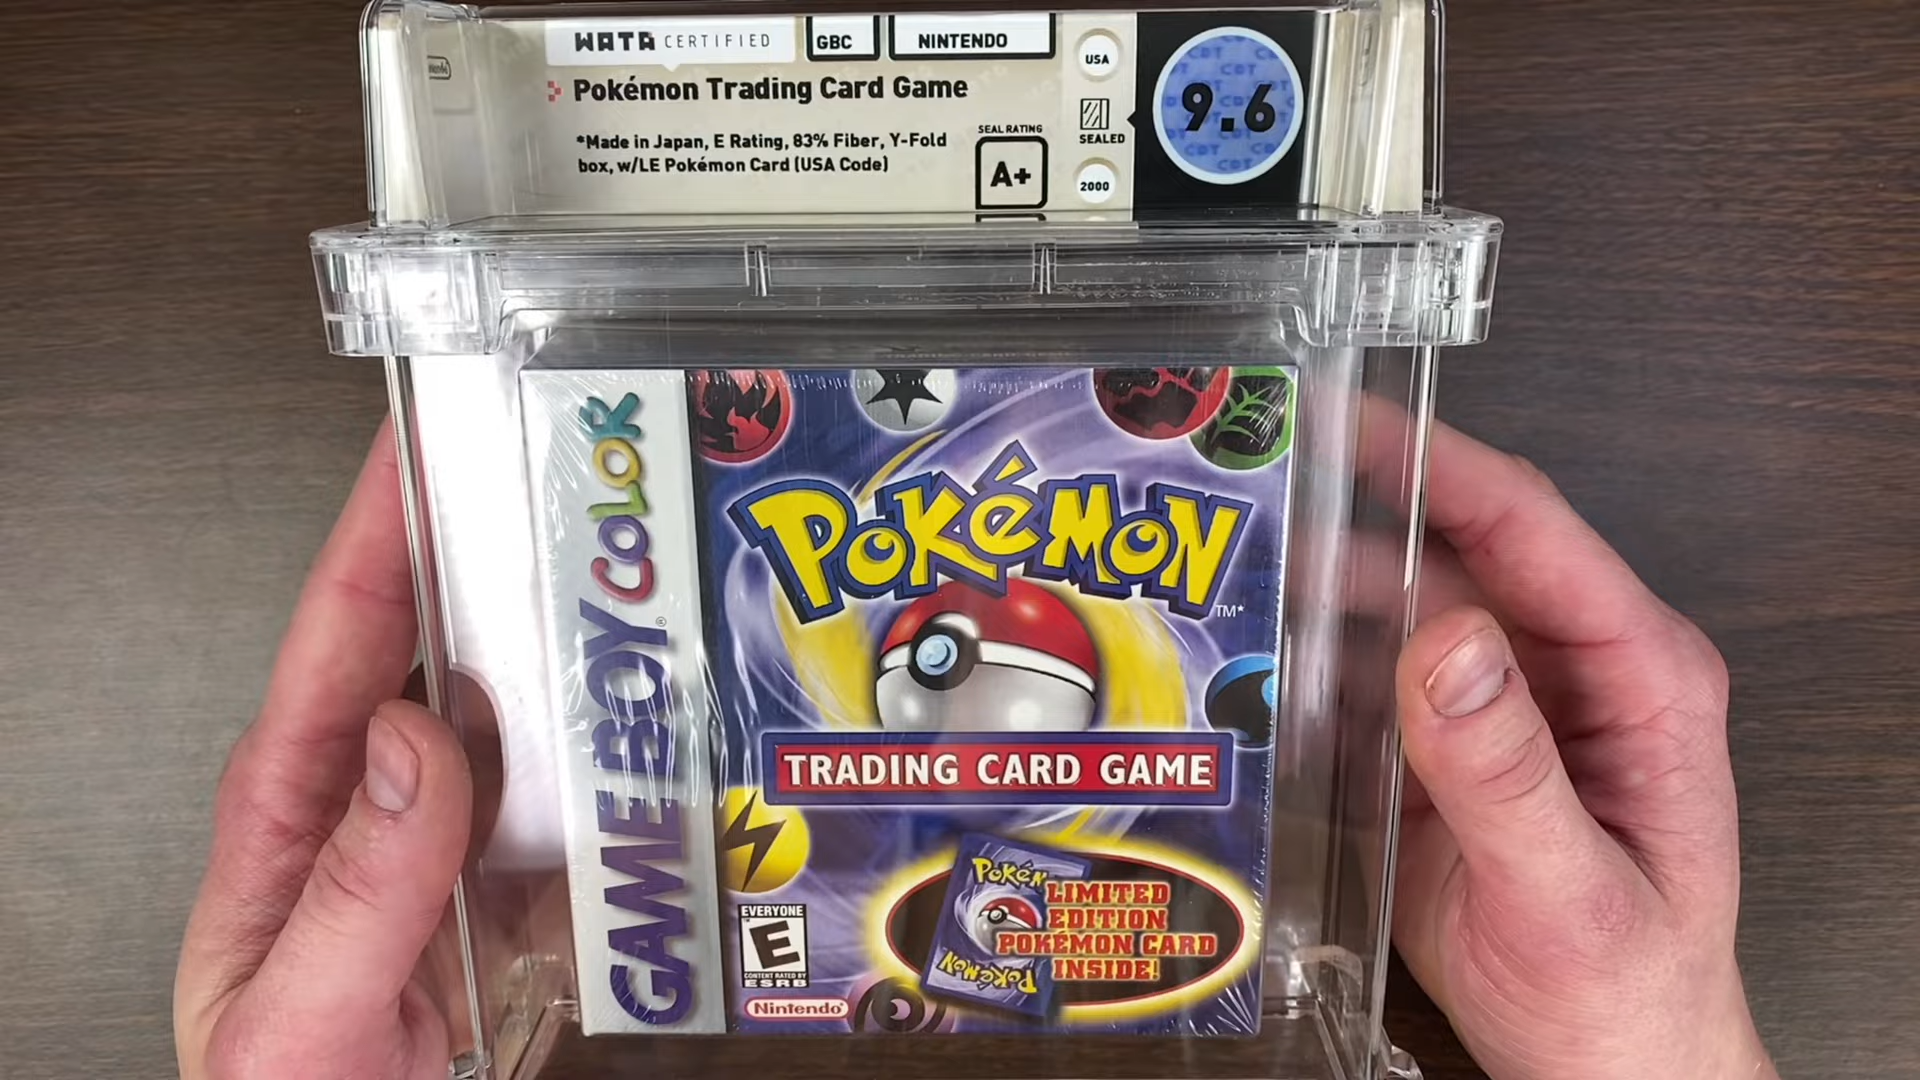 WATA CERTIFIED
GBC
NINTENDO
Pokémon Trading Card Game
*Made in Japan, E Rating, 83% Fiber, Y-Fold
box, w/LE Pokémon Card (USA Code)
SEAL RATING
A+
USA
SEALED
2000
9.6
GAME BOY COLOR
POKéMON
TM*
TRADING CARD GAME
LIMITED
EDITION
POKÉMON CARD
INSIDE!
EVERYONE
E
CONTENT RATED BY
ESRB
Nintendo®